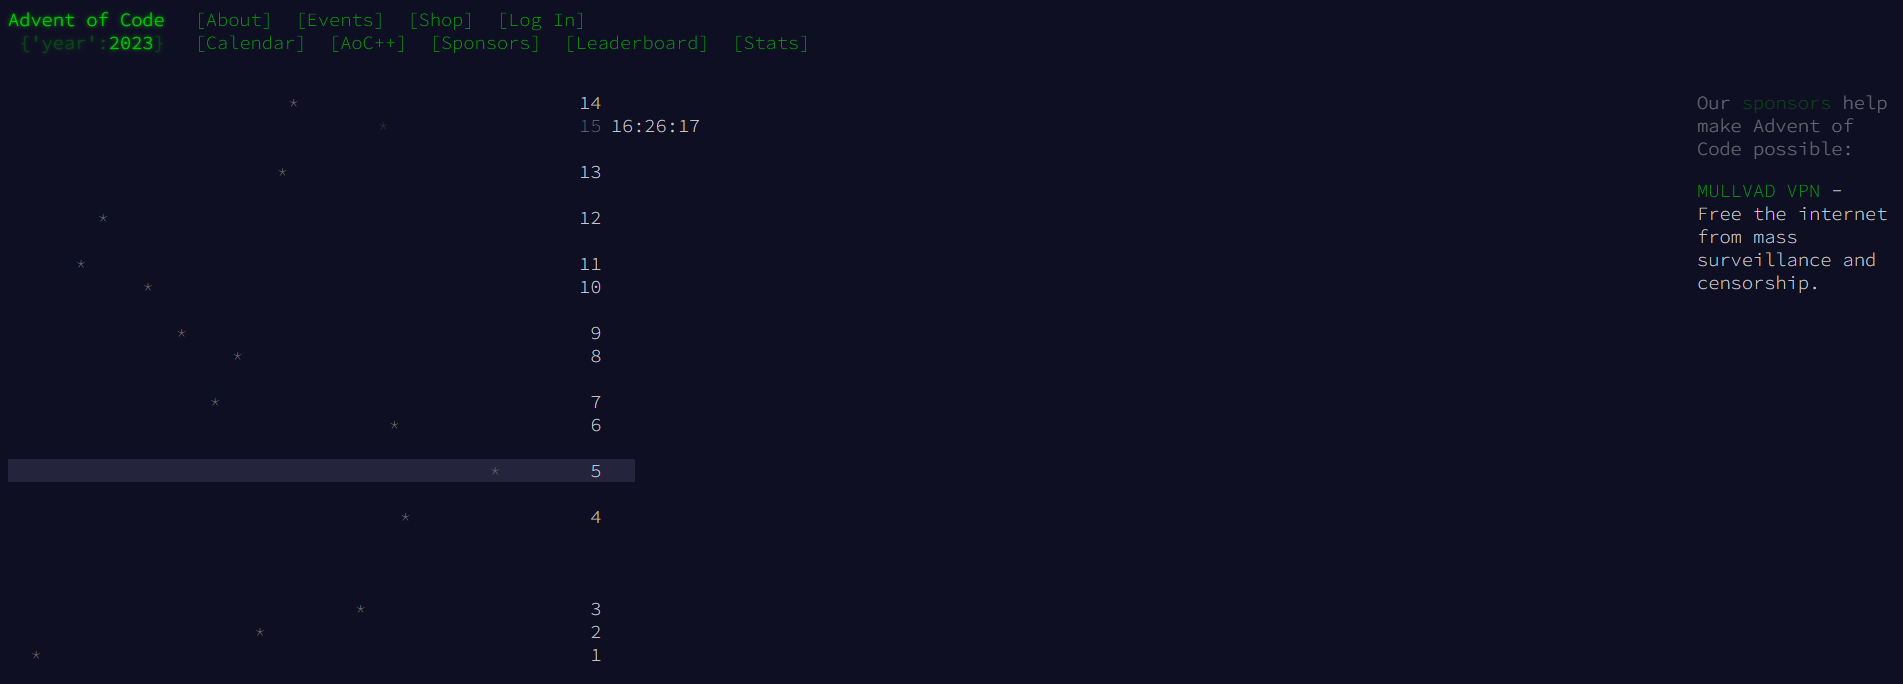 Advent of Code [About] [Events] [Shop] [Log In]
{'year':2023} [Calendar] [AoC++] [Sponsors] [Leaderboard] [Stats]
* 14
* 15 16:26:17
* 13
* 12
* 11
* 10
* 9
* 8
* 7
* 6
* 5
* 4
* 3
* 2
* 1
Our sponsors help
make Advent of
Code possible:
MULLVAD VPN -
Free the internet
from mass
surveillance and
censorship.